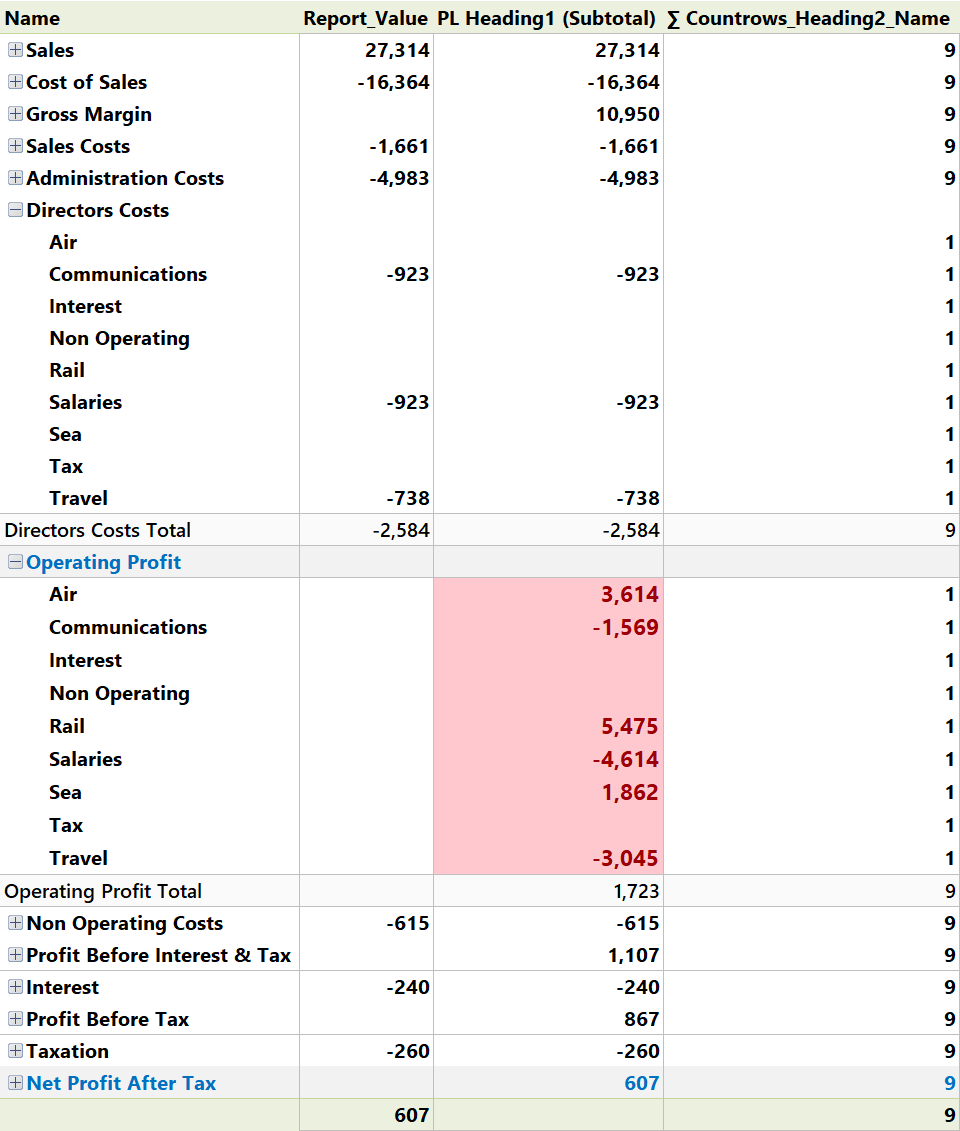 Name Report_Value PL Heading1 (Subtotal) ∑ Countrows_Heading2_Name
Sales 27,314 27,314 9
Cost of Sales -16,364 -16,364 9
Gross Margin 10,950 9
Sales Costs -1,661 -1,661 9
Administration Costs -4,983 -4,983 9
Directors Costs
Air 1
Communications -923 -923 1
Interest 1
Non Operating 1
Rail 1
Salaries -923 -923 1
Sea 1
Tax 1
Travel -738 -738 1
Directors Costs Total -2,584 -2,584 9
Operating Profit
Air 3,614 1
Communications -1,569 1
Interest 1
Non Operating 1
Rail 5,475 1
Salaries -4,614 1
Sea 1,862 1
Tax 1
Travel -3,045 1
Operating Profit Total 1,723 9
Non Operating Costs -615 -615 9
Profit Before Interest & Tax 1,107 9
Interest -240 -240 9
Profit Before Tax 867 9
Taxation -260 -260 9
Net Profit After Tax 607 9
607 9